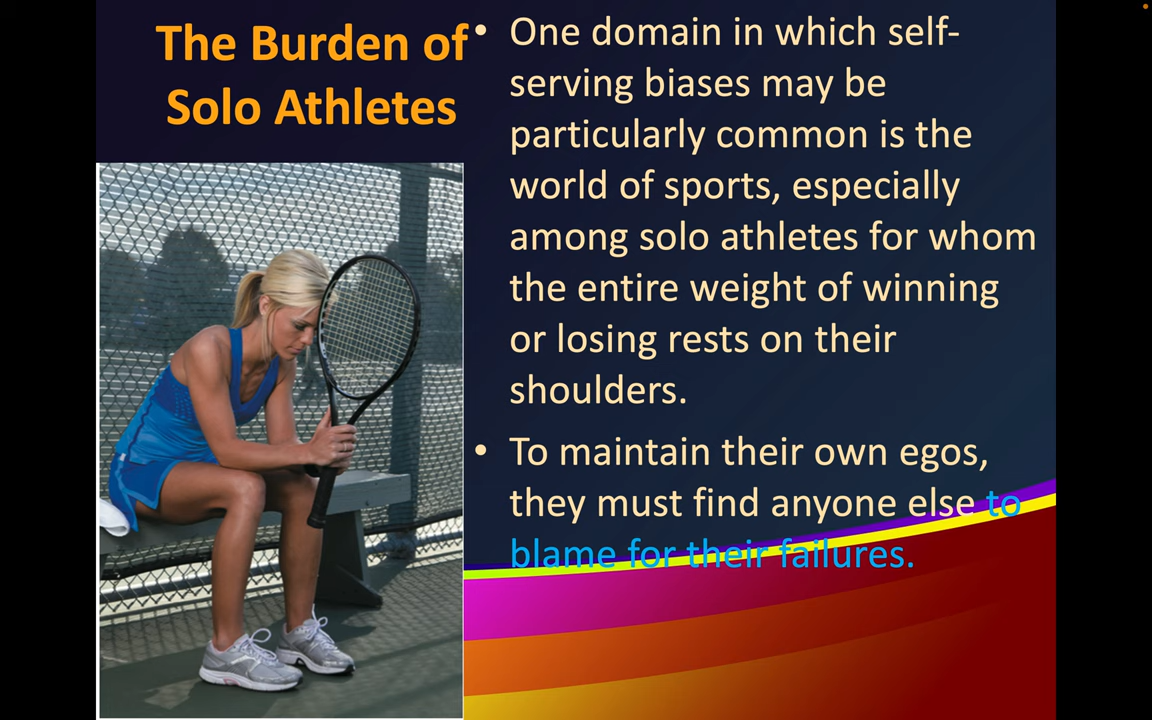 The Burden of
Solo Athletes
• One domain in which self-
serving biases may be
particularly common is the
world of sports, especially
among solo athletes for whom
the entire weight of winning
or losing rests on their
shoulders.
• To maintain their own egos,
they must find anyone else to
blame for their failures.